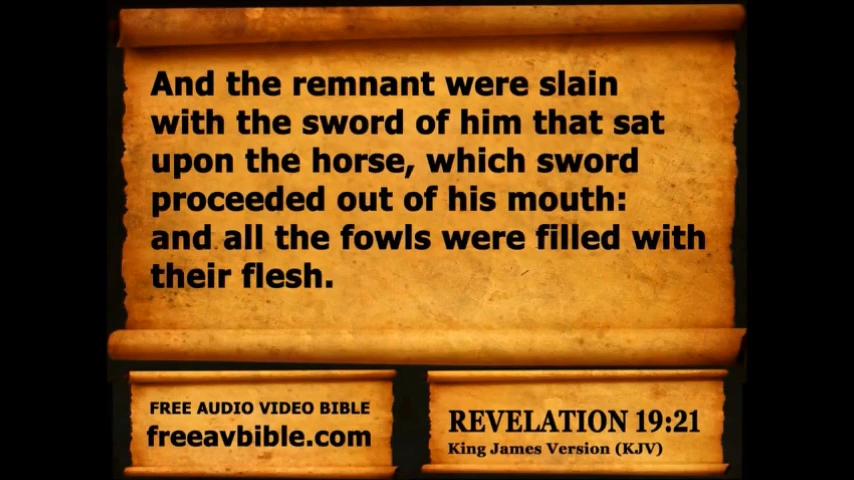 And the remnant were slain
with the sword of him that sat
upon the horse, which sword
proceeded out of his mouth:
and all the fowls were filled with
their flesh.
FREE AUDIO VIDEO BIBLE
freeavbible.com
REVELATION 19:21
King James Version (KJV)